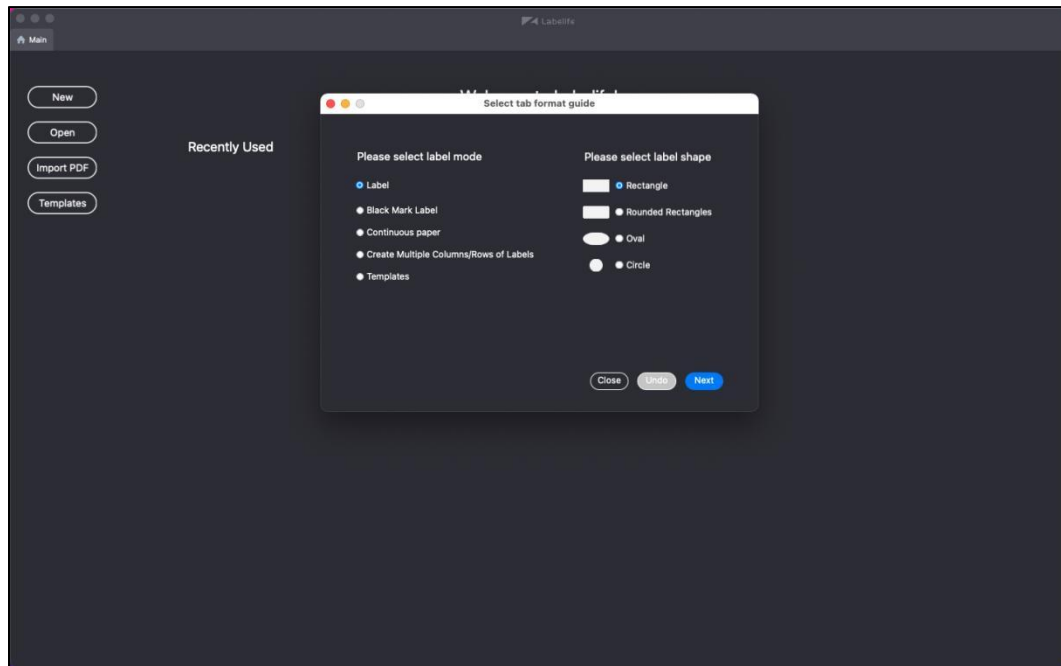 Labelife
Main
New
Open
Import PDF
Templates
Recently Used
Select tab format guide
Please select label mode
Label
Black Mark Label
Continuous paper
Create Multiple Columns/Rows of Labels
Templates
Please select label shape
Rectangle
Rounded Rectangles
Oval
Circle
Close
Undo
Next